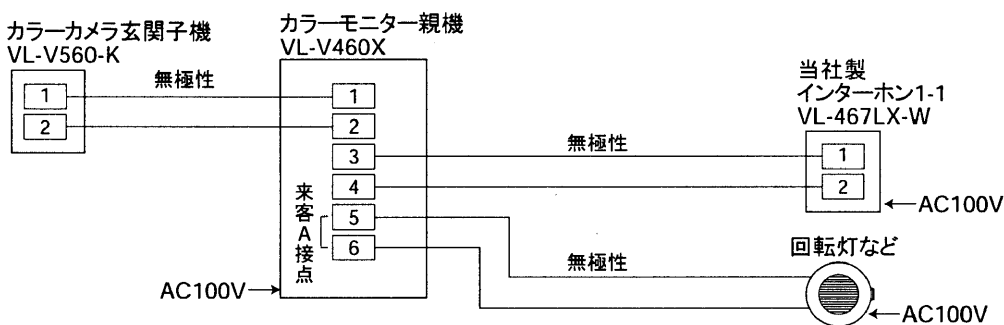 カラーカメラ玄関子機
VL-V560-K
無極性
1
2
カラーモニター親機
VL-V460X
1
2
3
4
5
6
来客A接点
AC100V
無極性
無極性
当社製
インターホン1-1
VL-467LX-W
1
2
AC100V
回転灯など
AC100V